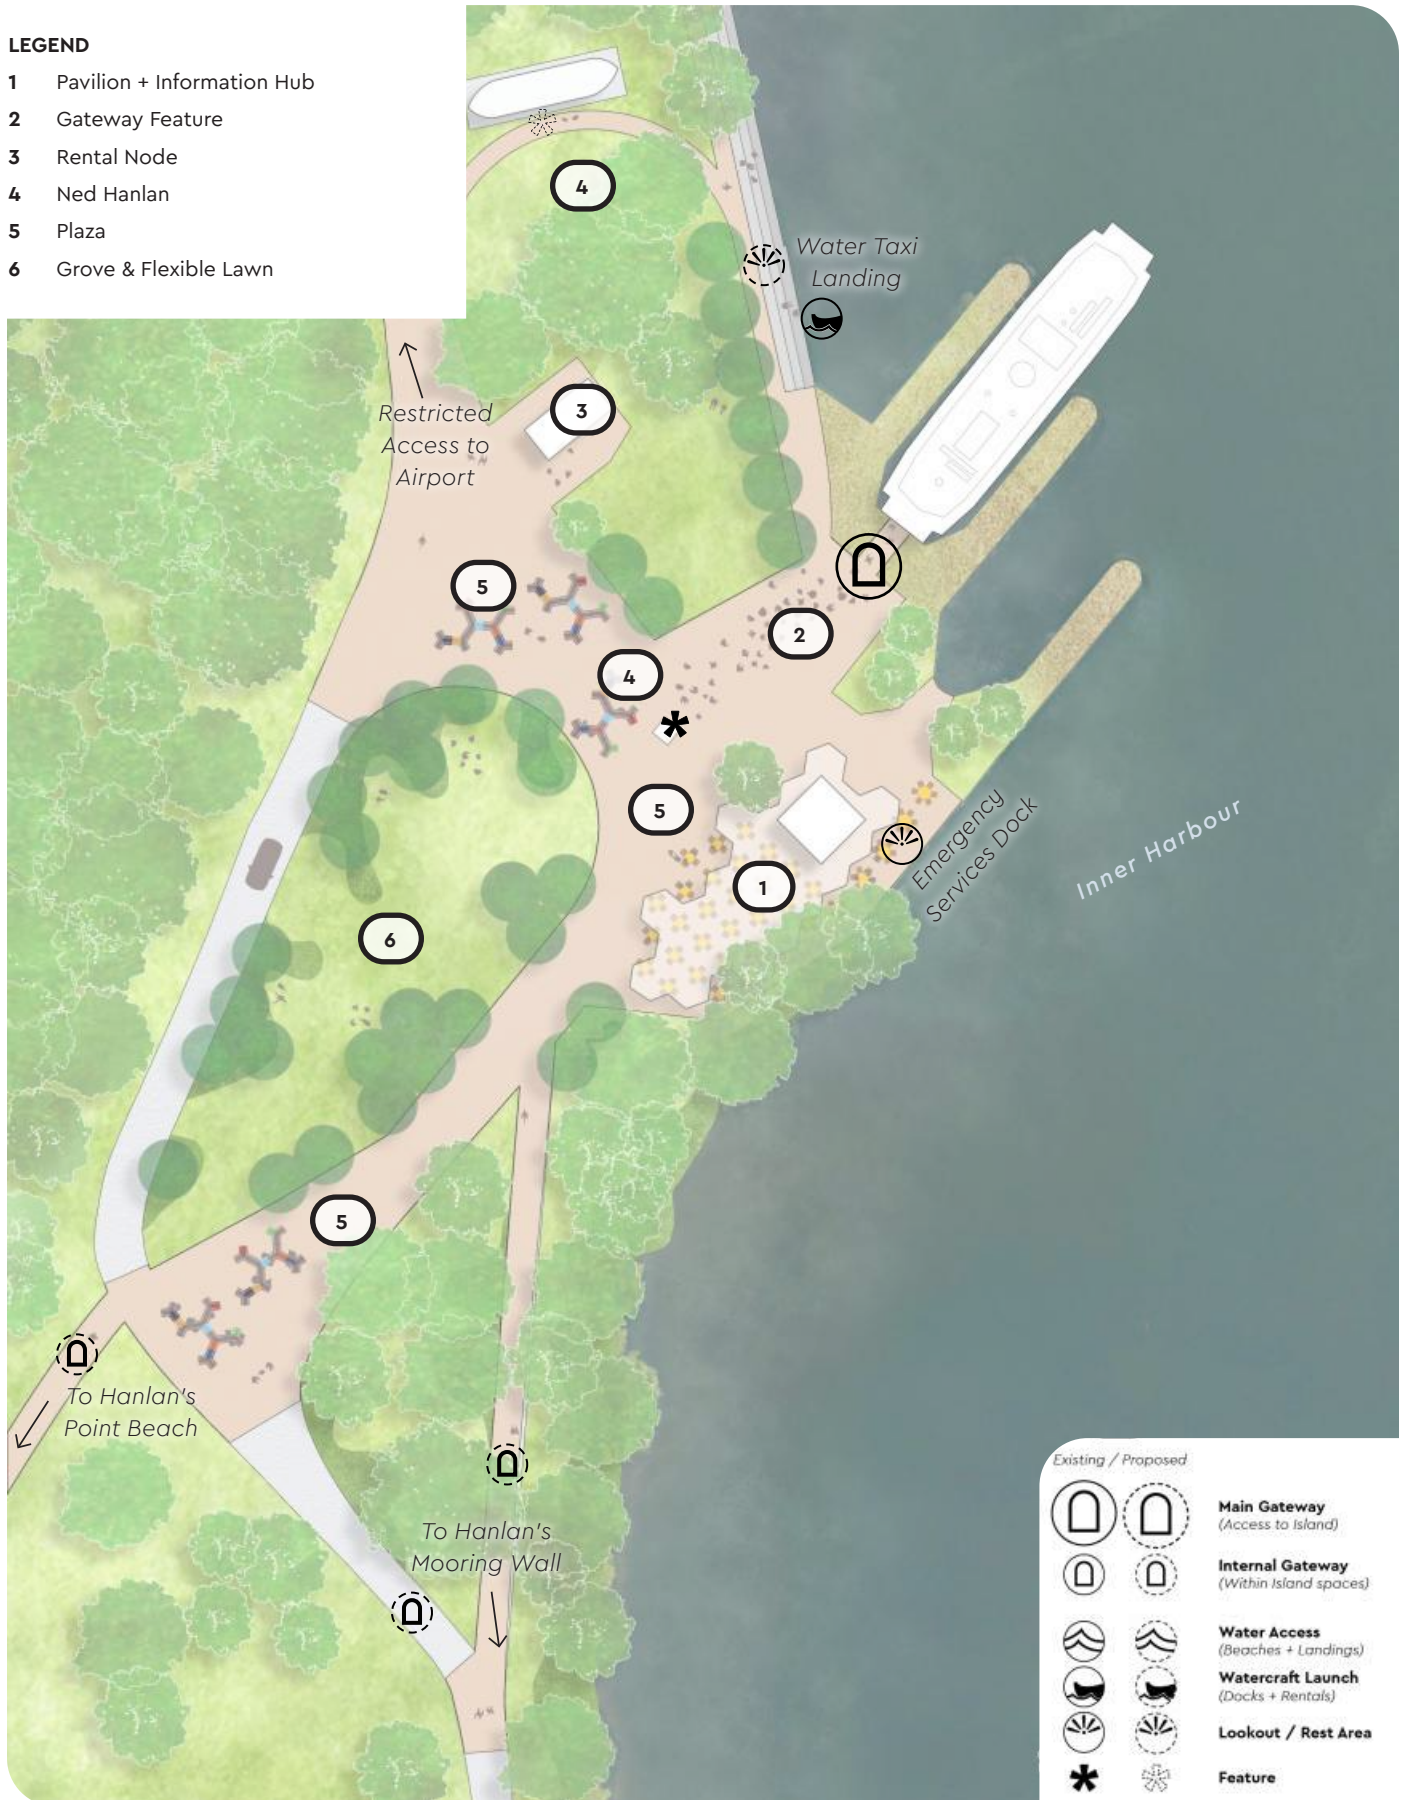 LEGEND
1 Pavilion + Information Hub
2 Gateway Feature
3 Rental Node
4 Ned Hanlan
5 Plaza
6 Grove & Flexible Lawn
4
Water Taxi
Landing
3
Restricted
Access to
Airport
5
2
4
5
Emergency
Services Dock
Inner Harbour
1
6
5
To Hanlan's
Point Beach
To Hanlan's
Mooring Wall
Existing / Proposed
Main Gateway
(Access to Island)
Internal Gateway
(Within Island spaces)
Water Access
(Beaches + Landings)
Watercraft Launch
(Docks + Rentals)
Lookout / Rest Area
Feature